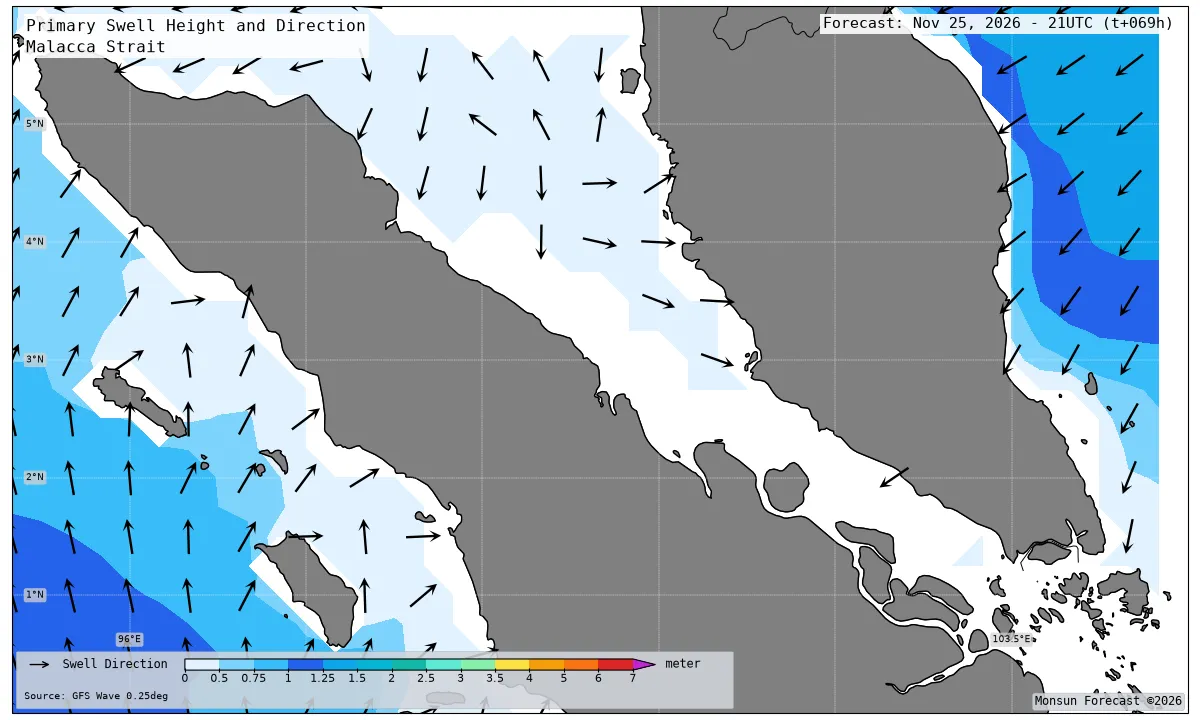 Primary Swell Height and Direction
Malacca Strait
Forecast: Nov 25, 2026 - 21UTC (t+069h)
5°N
4°N
3°N
2°N
1°N
96°E
103.5°E
Swell Direction
0 0.5 0.75 1 1.25 1.5 2 2.5 3 3.5 4 5 6 7
meter
Source: GFS Wave 0.25deg
Monsun Forecast ©2026